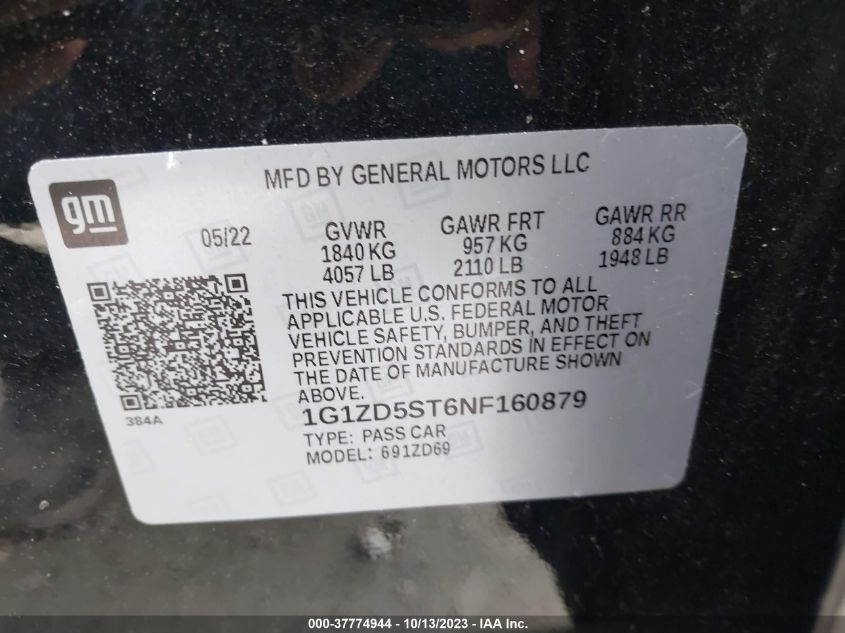 MFD BY GENERAL MOTORS LLC
gm
05/22
GVWR
1840 KG
4057 LB
GAWR FRT
957 KG
2110 LB
GAWR RR
884 KG
1948 LB
THIS VEHICLE CONFORMS TO ALL
APPLICABLE U.S. FEDERAL MOTOR
VEHICLE SAFETY, BUMPER, AND THEFT
PREVENTION STANDARDS IN EFFECT ON
THE DATE OF MANUFACTURE SHOWN
ABOVE.
384A
1G1ZD5ST6NF160879
TYPE: PASS CAR
MODEL: 691ZD69
000-37774944 - 10/13/2023 - IAA Inc.